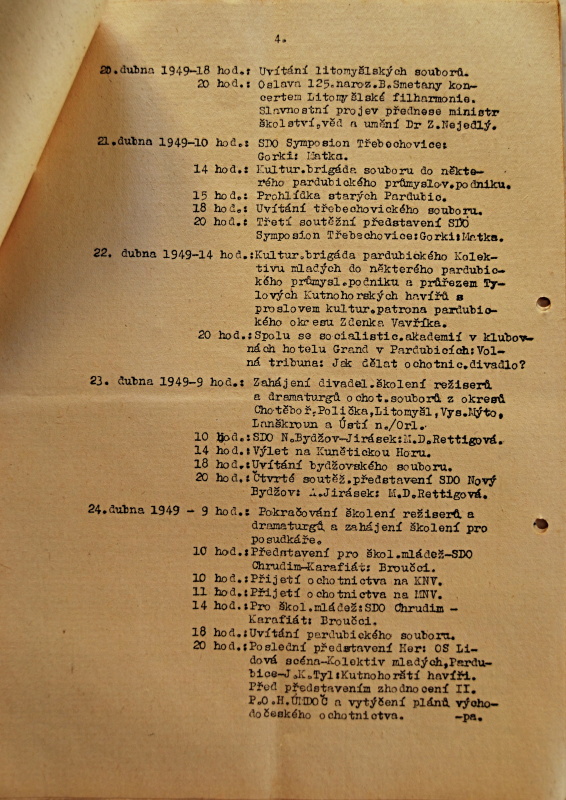 4.
20.dubna 1949-18 hod.: Uvítání litomyšlských souborů.
20 hod.: Oslava 125.naroz.B.Smetany kon-
certem Litomyšlské filharmonie.
Slavnostní projev přednese ministr
školství,věd a umění Dr Z.Nejedlý.
21.dubna 1949-10 hod.: SDO Symposion Třebechovice:
Gorki: Matka.
14 hod.: Kultur.brigáda souboru do někte-
rého pardubického průmyslov.podniku.
15 hod.: Prohlídka starých Pardubic.
18 hod.: Uvítání třebechovického souboru.
20 hod.: Třetí soutěžní představení SDO
Symposion Třebechovice:Gorki:Matka.
22. dubna 1949-14 hod.:Kultur.brigáda pardubického Kolek-
tivu mladých do některého pardubic-
kého průmysl.podniku a průřezem Ty-
lových Kutnohorských havířů s
proslovem kultur.patrona pardubic-
kého okresu Zdenka Vavříka.
20 hod.:Spolu se socialistic.akademií v klubov-
nách hotelu Grand v Pardubicích:Vol-
ná tribuna: Jak dělat ochotnic.divadlo?
23. dubna 1949-9 hod.: Zahájení divadel.školení režiserů
a dramaturgů ochot.souborů z okresů
Chotěboř,Polička,Litomyšl,Vys.Mýto,
Lanškroun a Ústí n./Orl.
10 hod.:SDO N.Bydžov-Jirásek:M.D.Rettigová.
14 hod.:Výlet na Kunětickou Horu.
18 hod.:Uvítání bydžovského souboru.
20 hod.:Čtvrté soutěž.představení SDO Nový
Bydžov: A.Jirásek: M.D.Rettigová.
24.dubna 1949 - 9 hod.: Pokračování školení režiserů a
dramaturgů a zahájení školení pro
posudkáře.
10 hod.:Představení pro škol.mládež-SDO
Chrudim-Karafiát: Broučci.
10 hod.:Přijetí ochotnictva na KNV.
11 hod.:Přijetí ochotnictva na MNV.
14 hod.:Pro škol.mládež:SDO Chrudim -
Karafiát: Broučci.
18 hod.:Uvítání pardubického souboru.
20 hod.:Poslední představení Her: OS Li-
dová scéna-Kolektiv mladých,Pardu-
bice-J.K.Tyl:Kutnohorští havíři.
Před představením zhodnocení II.
P.O.H.ÚMDOČ a vytýčení plánů výcho-
dočeského ochotnictva. -pa.